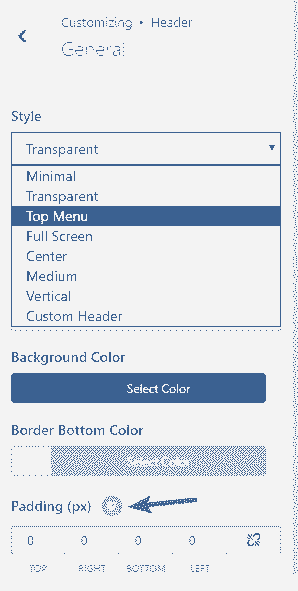 Customizing • Header
General
Style
Transparent
Minimal
Transparent
Top Menu
Full Screen
Center
Medium
Vertical
Custom Header
Background Color
Select Color
Border Bottom Color
Select Color
Padding (px)
0 0 0 0
TOP RIGHT BOTTOM LEFT